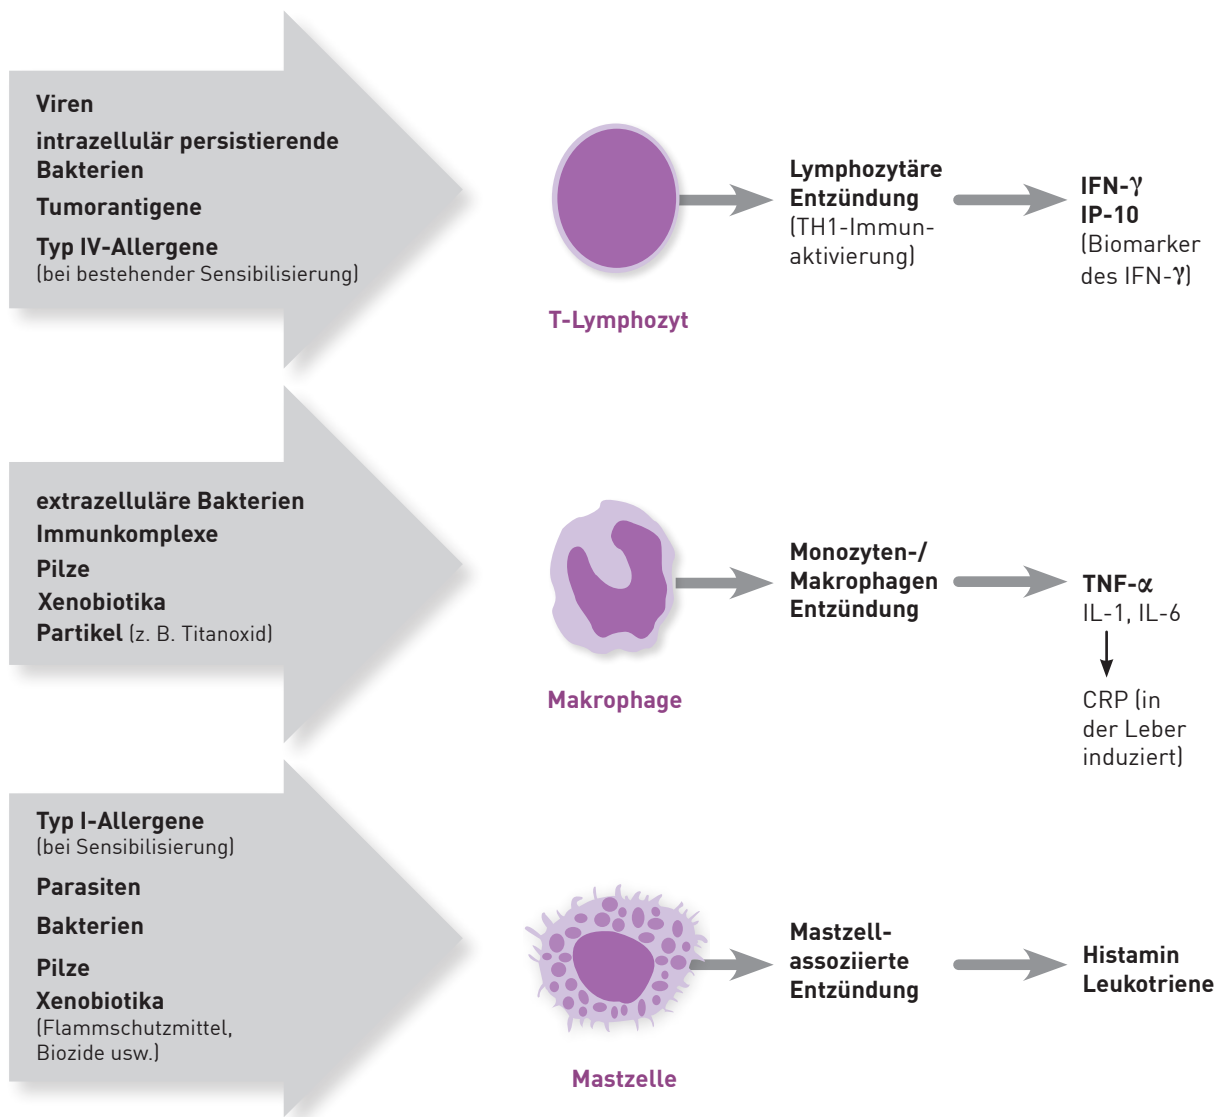 Viren
intrazellulär persistierende
Bakterien
Tumorantigene
Typ IV-Allergene
(bei bestehender Sensibilisierung)
T-Lymphozyt
Lymphozytäre
Entzündung
(TH1-Immun-
aktivierung)
IFN-γ
IP-10
(Biomarker
des IFN-γ)
extrazelluläre Bakterien
Immunkomplexe
Pilze
Xenobiotika
Partikel (z. B. Titanoxid)
Makrophage
Monozyten-/
Makrophagen
Entzündung
TNF-α
IL-1, IL-6
CRP (in
der Leber
induziert)
Typ I-Allergene
(bei Sensibilisierung)
Parasiten
Bakterien
Pilze
Xenobiotika
(Flammschutzmittel,
Biozide usw.)
Mastzelle
Mastzell-
assoziierte
Entzündung
Histamin
Leukotriene